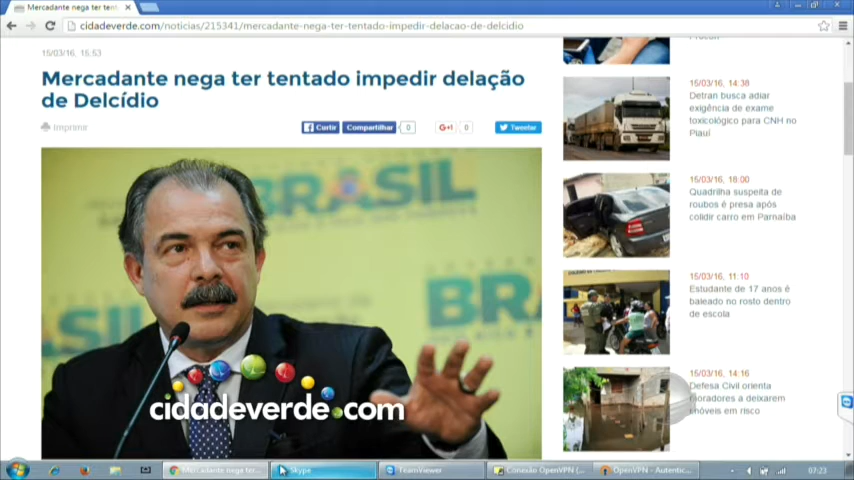 Mercadante nega ter tent
cidadeverde.com/noticias/215341/mercadante-nega-ter-tentado-impedir-delacao-de-delcidio
15/03/16, 15:53
Mercadante nega ter tentado impedir delação
de Delcídio
Imprimir
Curtir
Compartilhar
0
G+1
0
Tweetar
BRASIL
BR
SIL
cidadeverde.com
15/03/16, 14:38
Detran busca adiar
exigência de exame
toxicológico para CNH no
Piauí
15/03/16, 18:00
Quadrilha suspeita de
roubos é presa após
colidir carro em Parnaíba
15/03/16, 11:10
Estudante de 17 anos é
baleado no rosto dentro
de escola
15/03/16, 14:16
Defesa Civil orienta
moradores a deixarem
imóveis em risco
Mercadante nega ter...
Skype
TeamViewer
Conexão OpenVPN (...
OpenVPN - Autentic...
07:23